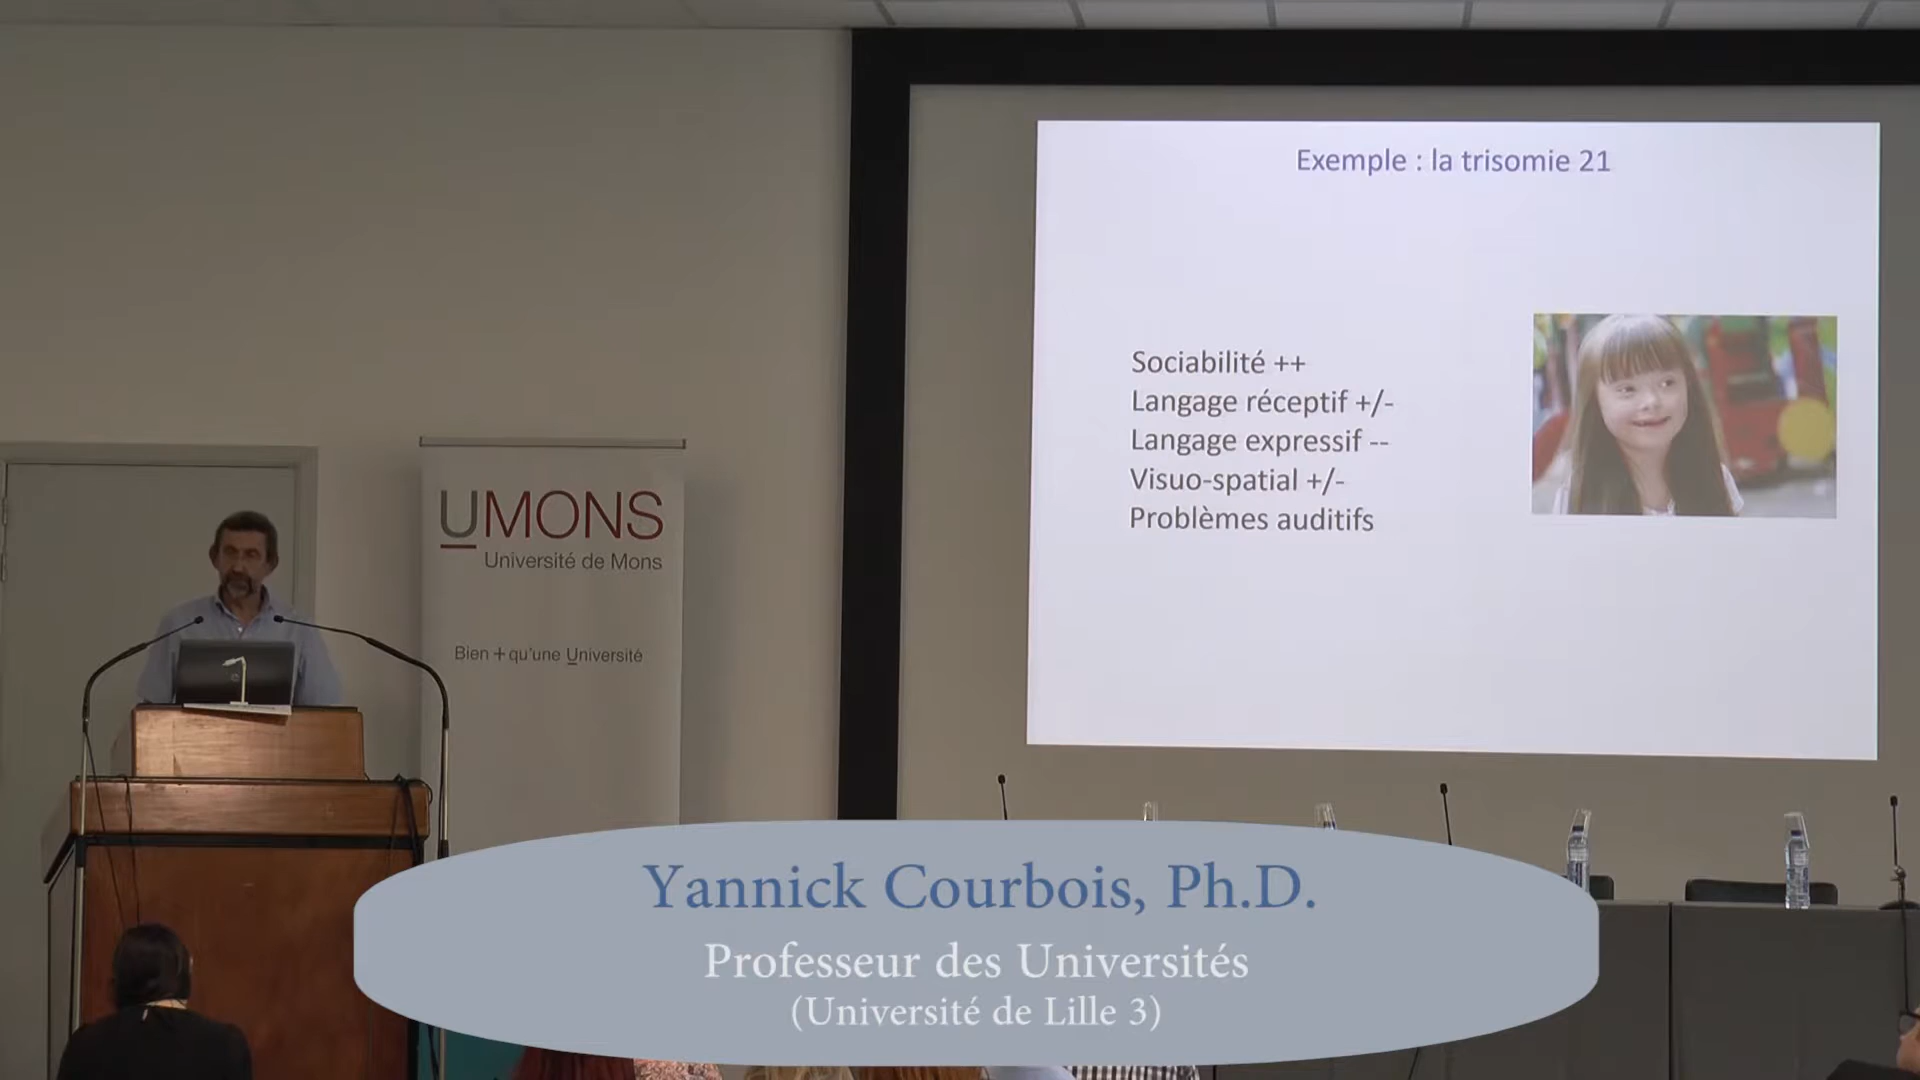 Exemple : la trisomie 21
Sociabilité ++
Langage réceptif +/-
Langage expressif --
Visuo-spatial +/-
Problèmes auditifs
UMONS
Université de Mons
Bien + qu'une Université
Yannick Courbois, Ph.D.
Professeur des Universités
(Université de Lille 3)